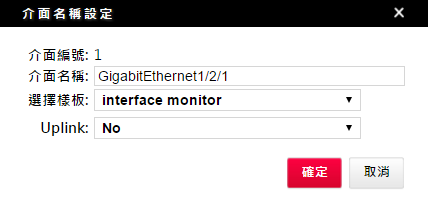 介面名稱設定
介面編號: 1
介面名稱: GigabitEthernet1/2/1
選擇樣板: interface monitor
Uplink: No
確定 取消